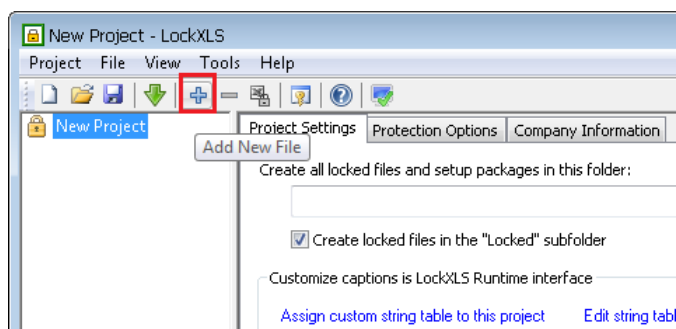 New Project - LockXLS
Project File View Tools Help
New Project
Add New File
Project Settings Protection Options Company Information
Create all locked files and setup packages in this folder:
Create locked files in the "Locked" subfolder
Customize captions is LockXLS Runtime interface
Assign custom string table to this project Edit string tabl